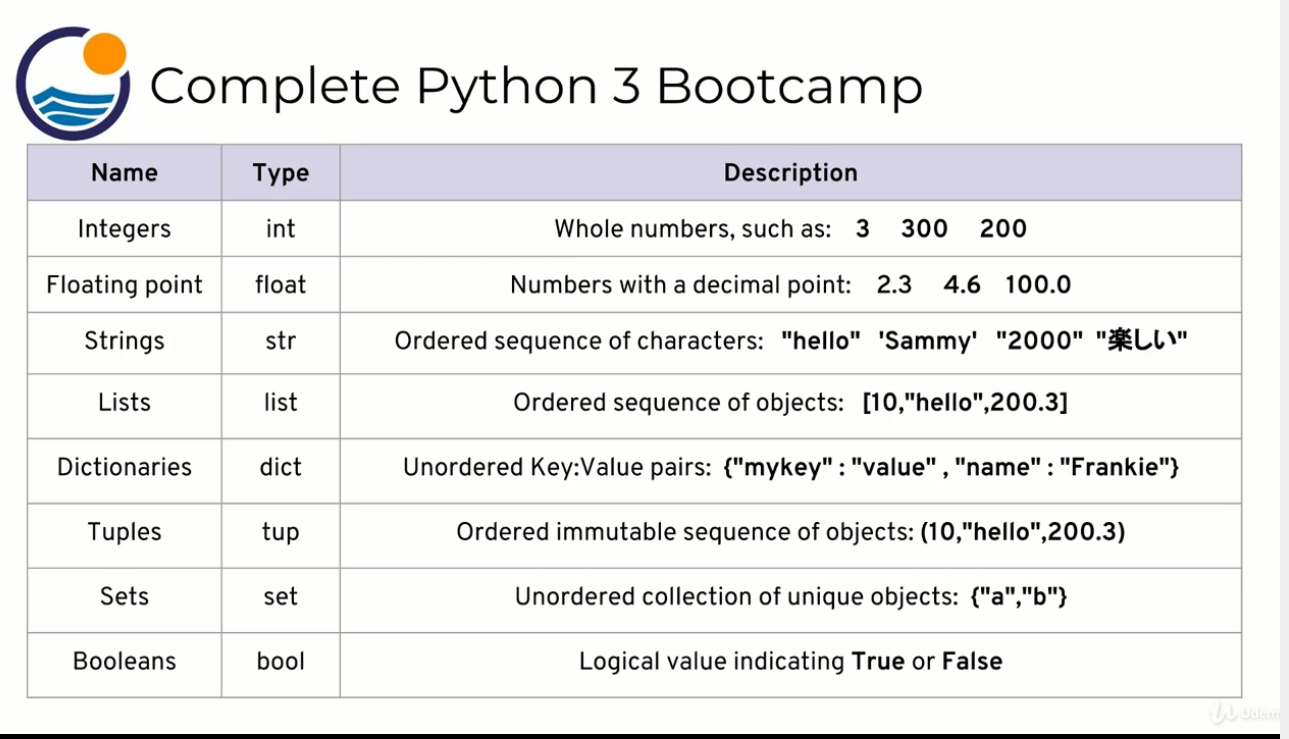 Complete Python 3 Bootcamp
Name Type Description
Integers int Whole numbers, such as: 3 300 200
Floating point float Numbers with a decimal point: 2.3 4.6 100.0
Strings str Ordered sequence of characters: "hello" 'Sammy' "2000" "楽しい"
Lists list Ordered sequence of objects: [10,"hello",200.3]
Dictionaries dict Unordered Key:Value pairs: {"mykey" : "value" , "name" : "Frankie"}
Tuples tup Ordered immutable sequence of objects: (10,"hello",200.3)
Sets set Unordered collection of unique objects: {"a","b"}
Booleans bool Logical value indicating True or False